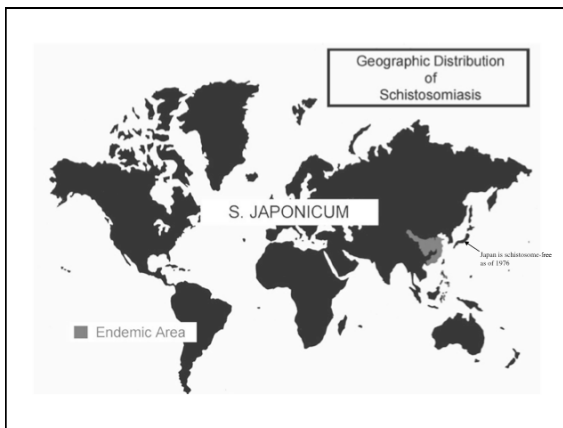 Geographic Distribution
of
Schistosomiasis
S. JAPONICUM
Japan is schistosome-free
as of 1976
Endemic Area